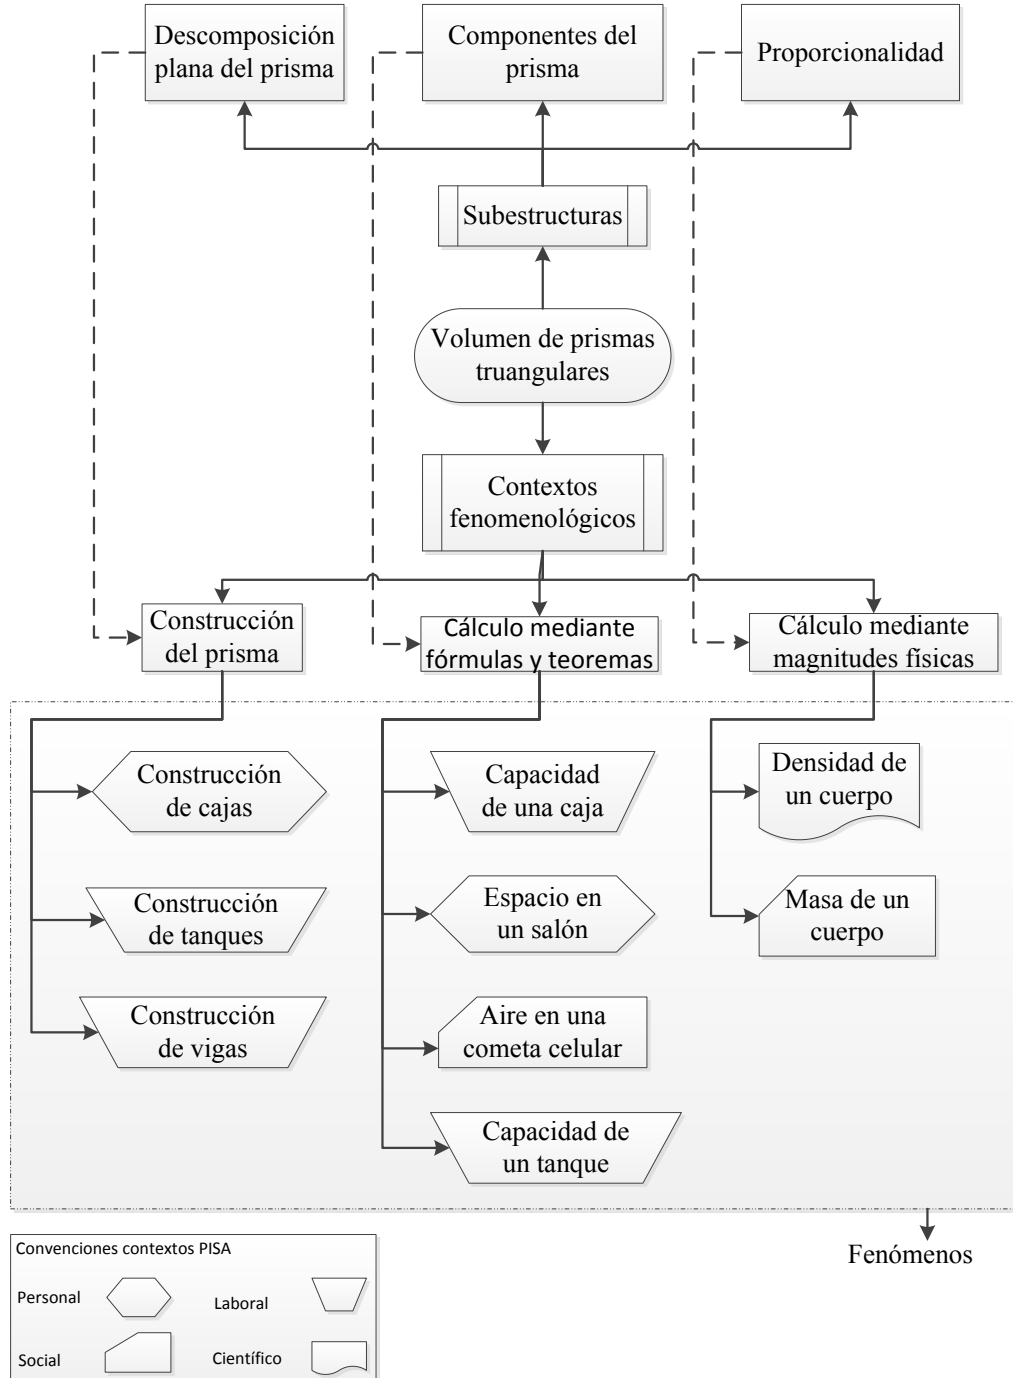 Descomposición
plana del prisma
Componentes del
prisma
Proporcionalidad
Subestructuras
Volumen de prismas
truangulares
Contextos
fenomenológicos
Construcción
del prisma
Cálculo mediante
fórmulas y teoremas
Cálculo mediante
magnitudes físicas
Construcción
de cajas
Capacidad
de una caja
Densidad de
un cuerpo
Construcción
de tanques
Espacio en
un salón
Masa de un
cuerpo
Construcción
de vigas
Aire en una
cometa celular
Capacidad de
un tanque
Fenómenos
Convenciones contextos PISA
Personal
Laboral
Social
Científico